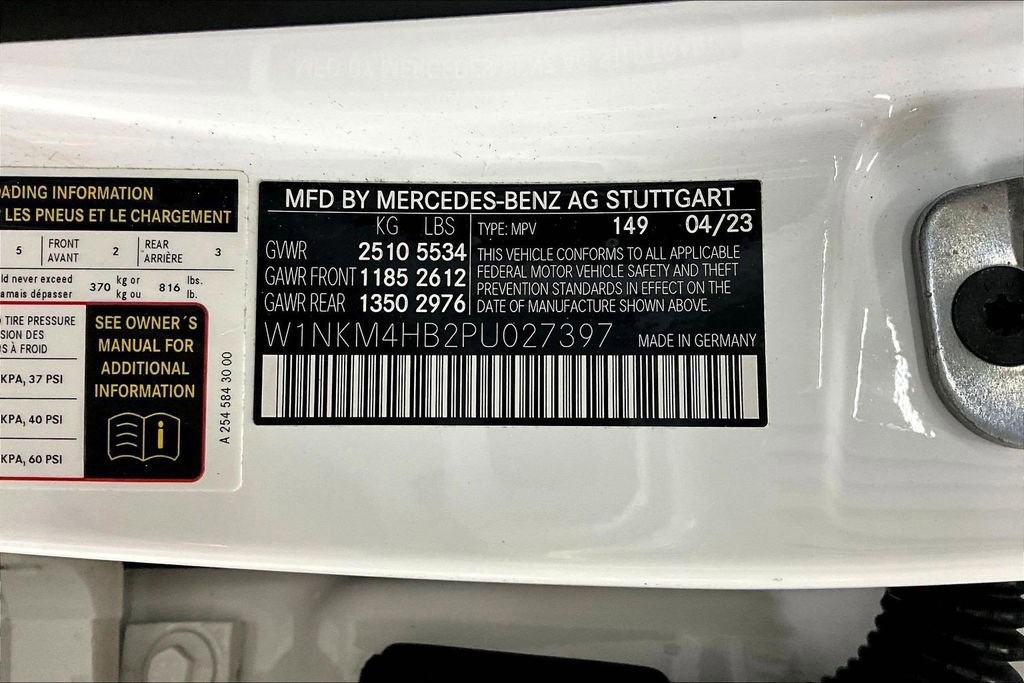 ADING INFORMATION
LES PNEUS ET LE CHARGEMENT
5 FRONT AVANT 2 REAR ARRIÈRE 3
ld never exceed 370 kg or 816 lbs.
amais dépasser kg ou lb.
TIRE PRESSURE
SION DES
S À FROID
KPA, 37 PSI
KPA, 40 PSI
KPA, 60 PSI
SEE OWNER´S
MANUAL FOR
ADDITIONAL
INFORMATION
i
A 254 584 30 00
MFD BY MERCEDES-BENZ AG STUTTGART
KG LBS
GVWR 2510 5534
GAWR FRONT 1185 2612
GAWR REAR 1350 2976
TYPE: MPV 149 04/23
THIS VEHICLE CONFORMS TO ALL APPLICABLE
FEDERAL MOTOR VEHICLE SAFETY AND THEFT
PREVENTION STANDARDS IN EFFECT ON THE
DATE OF MANUFACTURE SHOWN ABOVE.
W1NKM4HB2PU027397 MADE IN GERMANY